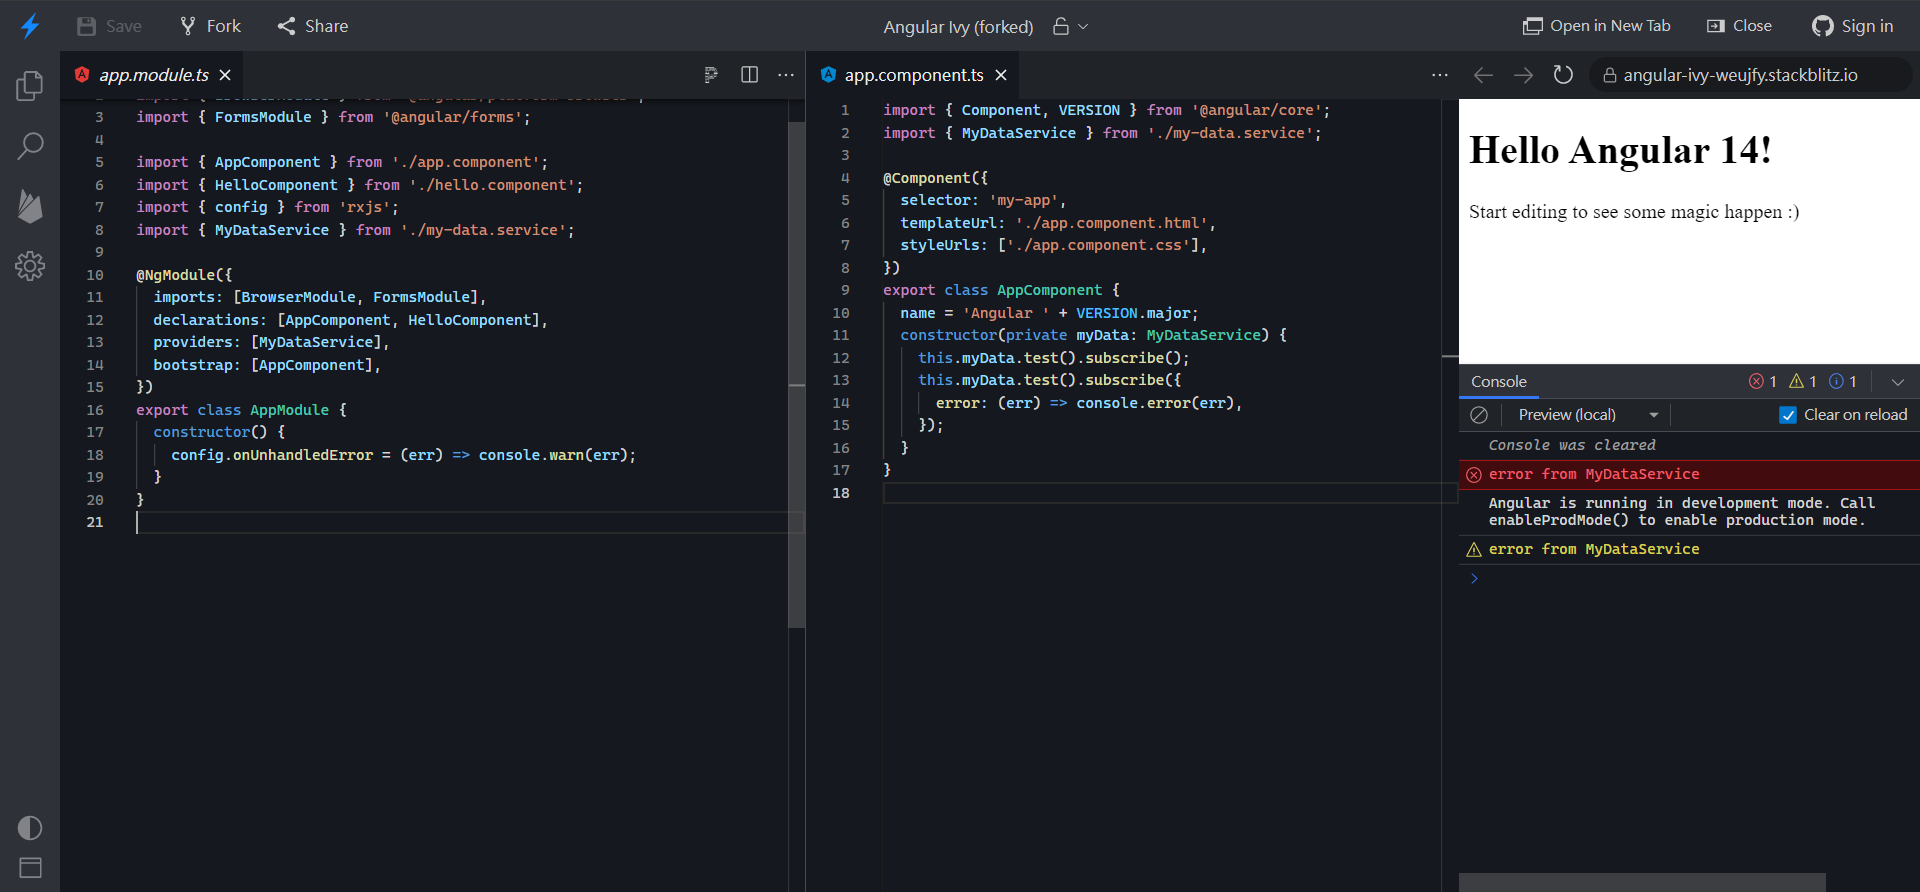 Save
Fork
Share
Angular Ivy (forked)
Open in New Tab
Close
Sign in
app.module.ts
3 import { FormsModule } from '@angular/forms';
4
5 import { AppComponent } from './app.component';
6 import { HelloComponent } from './hello.component';
7 import { config } from 'rxjs';
8 import { MyDataService } from './my-data.service';
9
10 @NgModule({
11 imports: [BrowserModule, FormsModule],
12 declarations: [AppComponent, HelloComponent],
13 providers: [MyDataService],
14 bootstrap: [AppComponent],
15 })
16 export class AppModule {
17 constructor() {
18 config.onUnhandledError = (err) => console.warn(err);
19 }
20 }
21
app.component.ts
1 import { Component, VERSION } from '@angular/core';
2 import { MyDataService } from './my-data.service';
3
4 @Component({
5 selector: 'my-app',
6 templateUrl: './app.component.html',
7 styleUrls: ['./app.component.css'],
8 })
9 export class AppComponent {
10 name = 'Angular ' + VERSION.major;
11 constructor(private myData: MyDataService) {
12 this.myData.test().subscribe();
13 this.myData.test().subscribe({
14 error: (err) => console.error(err),
15 });
16 }
17 }
18
angular-ivy-weujfy.stackblitz.io
Hello Angular 14!
Start editing to see some magic happen :)
Console
1 1 1
Preview (local)
Clear on reload
Console was cleared
error from MyDataService
Angular is running in development mode. Call
enableProdMode() to enable production mode.
error from MyDataService